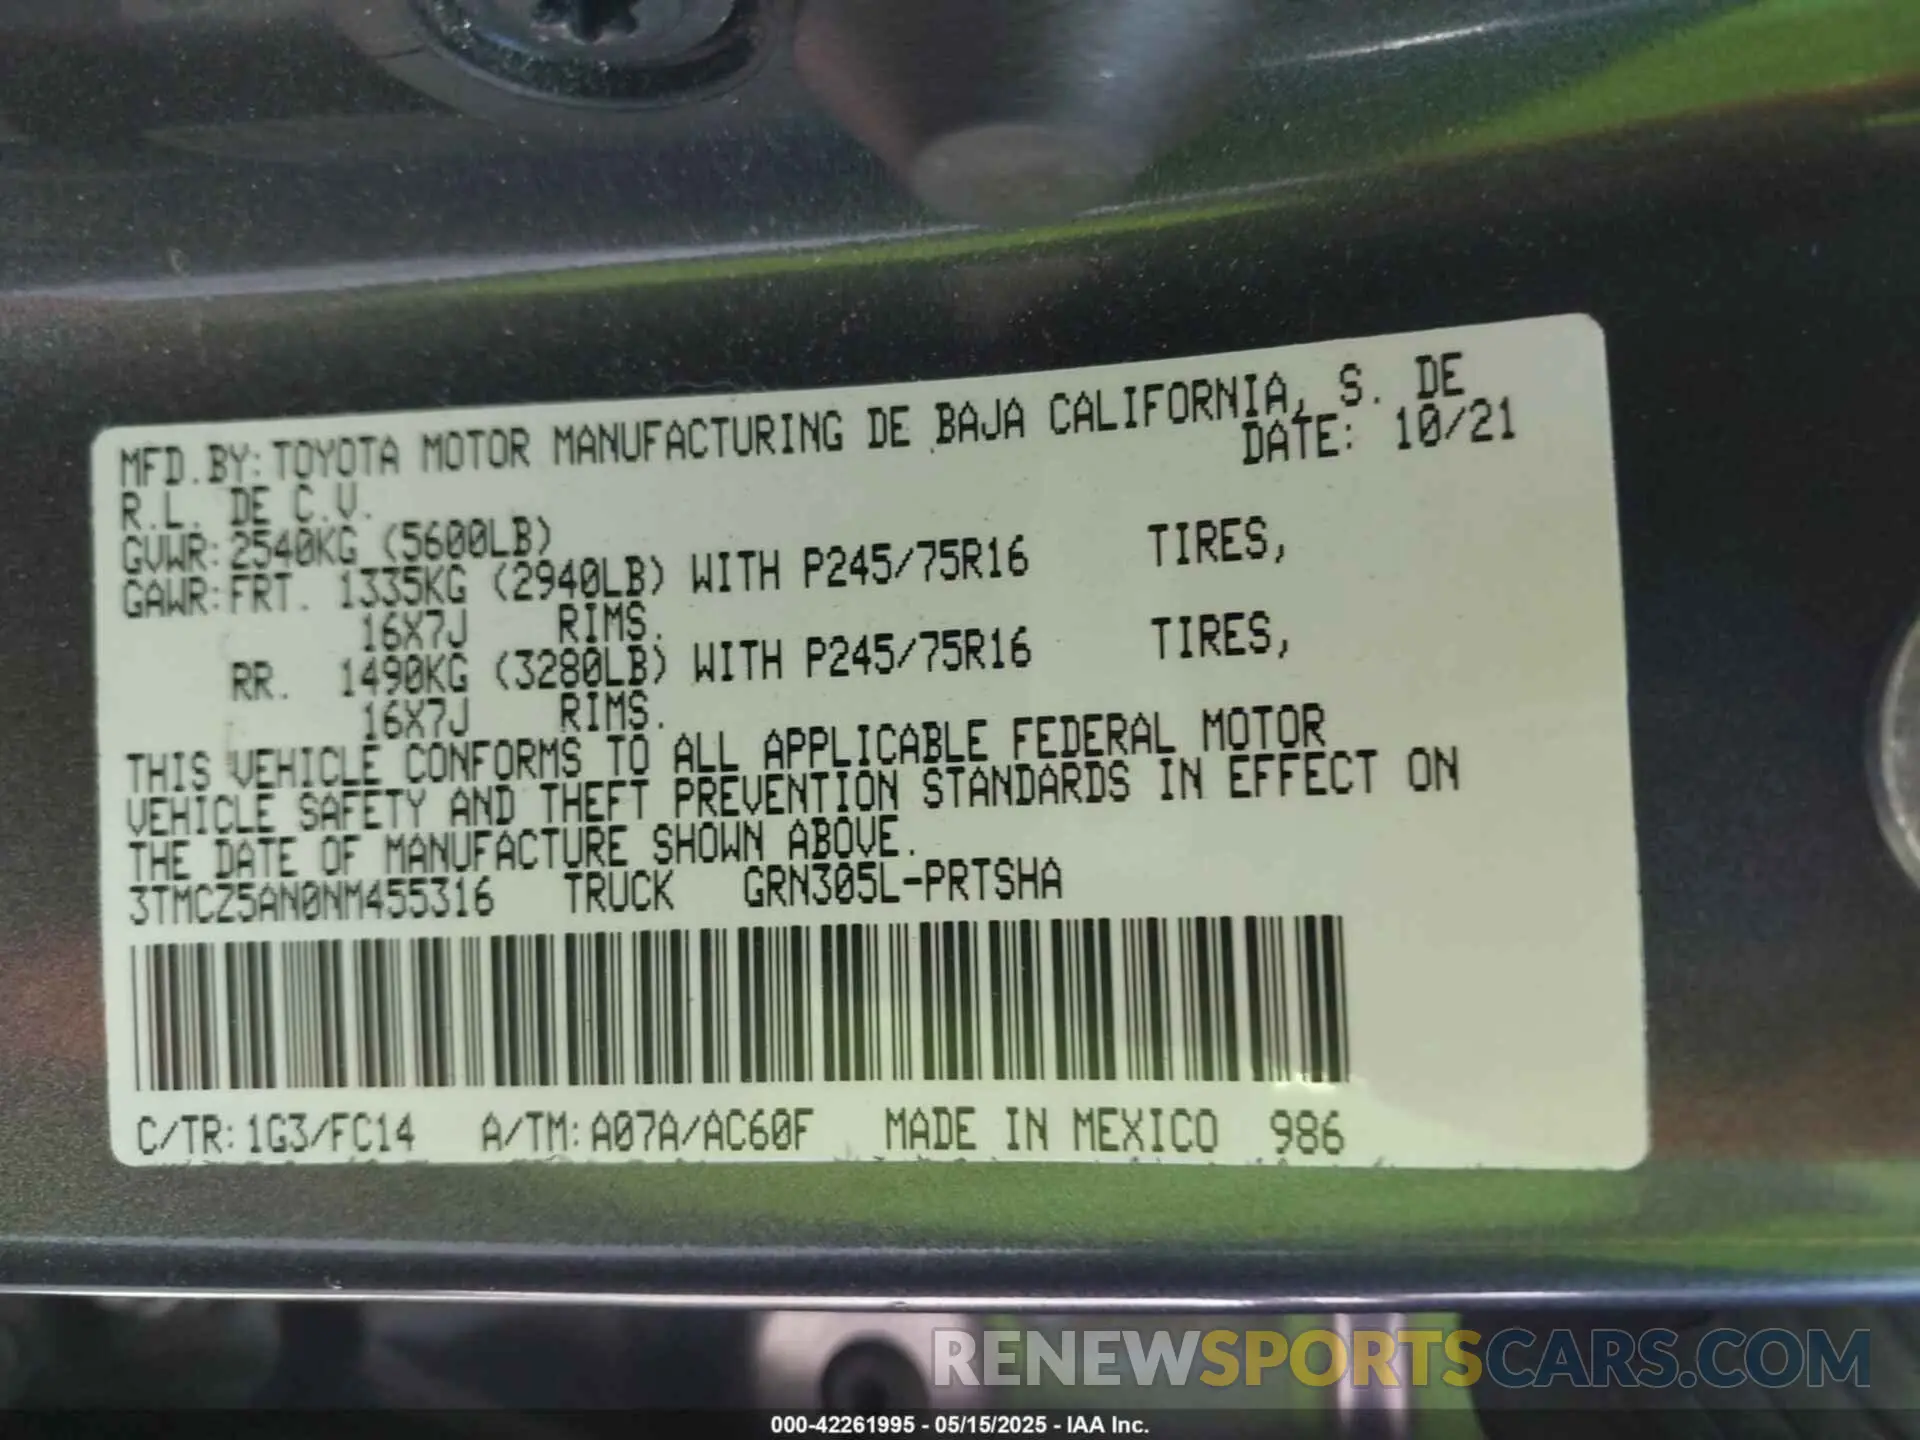 MFD.BY:TOYOTA MOTOR MANUFACTURING DE BAJA CALIFORNIA, S. DE
R.L. DE C.V. DATE: 10/21
GVWR:2540KG (5600LB)
GAWR:FRT. 1335KG (2940LB) WITH P245/75R16 TIRES,
16X7J RIMS.
RR. 1490KG (3280LB) WITH P245/75R16 TIRES,
16X7J RIMS.
THIS VEHICLE CONFORMS TO ALL APPLICABLE FEDERAL MOTOR
VEHICLE SAFETY AND THEFT PREVENTION STANDARDS IN EFFECT ON
THE DATE OF MANUFACTURE SHOWN ABOVE.
3TMCZ5AN0NM455316 TRUCK GRN305L-PRTSHA
C/TR:1G3/FC14 A/TM:A07A/AC60F MADE IN MEXICO 986
RENEWSPORTSCARS.COM
000-42261995 - 05/15/2025 - IAA Inc.